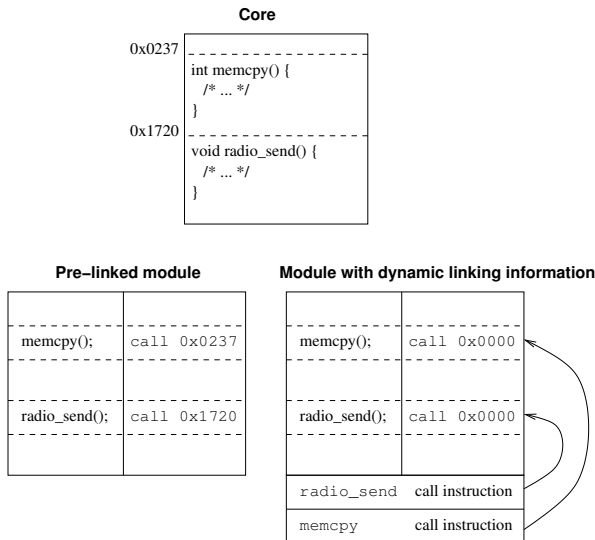 Core
0x0237
int memcpy() {
/* ... */
}
0x1720
void radio_send() {
/* ... */
}
Pre–linked module
memcpy; call 0x0237
radio_send(); call 0x1720
Module with dynamic linking information
memcpy(); call 0x0000
radio_send(); call 0x0000
radio_send call instruction
memcpy call instruction